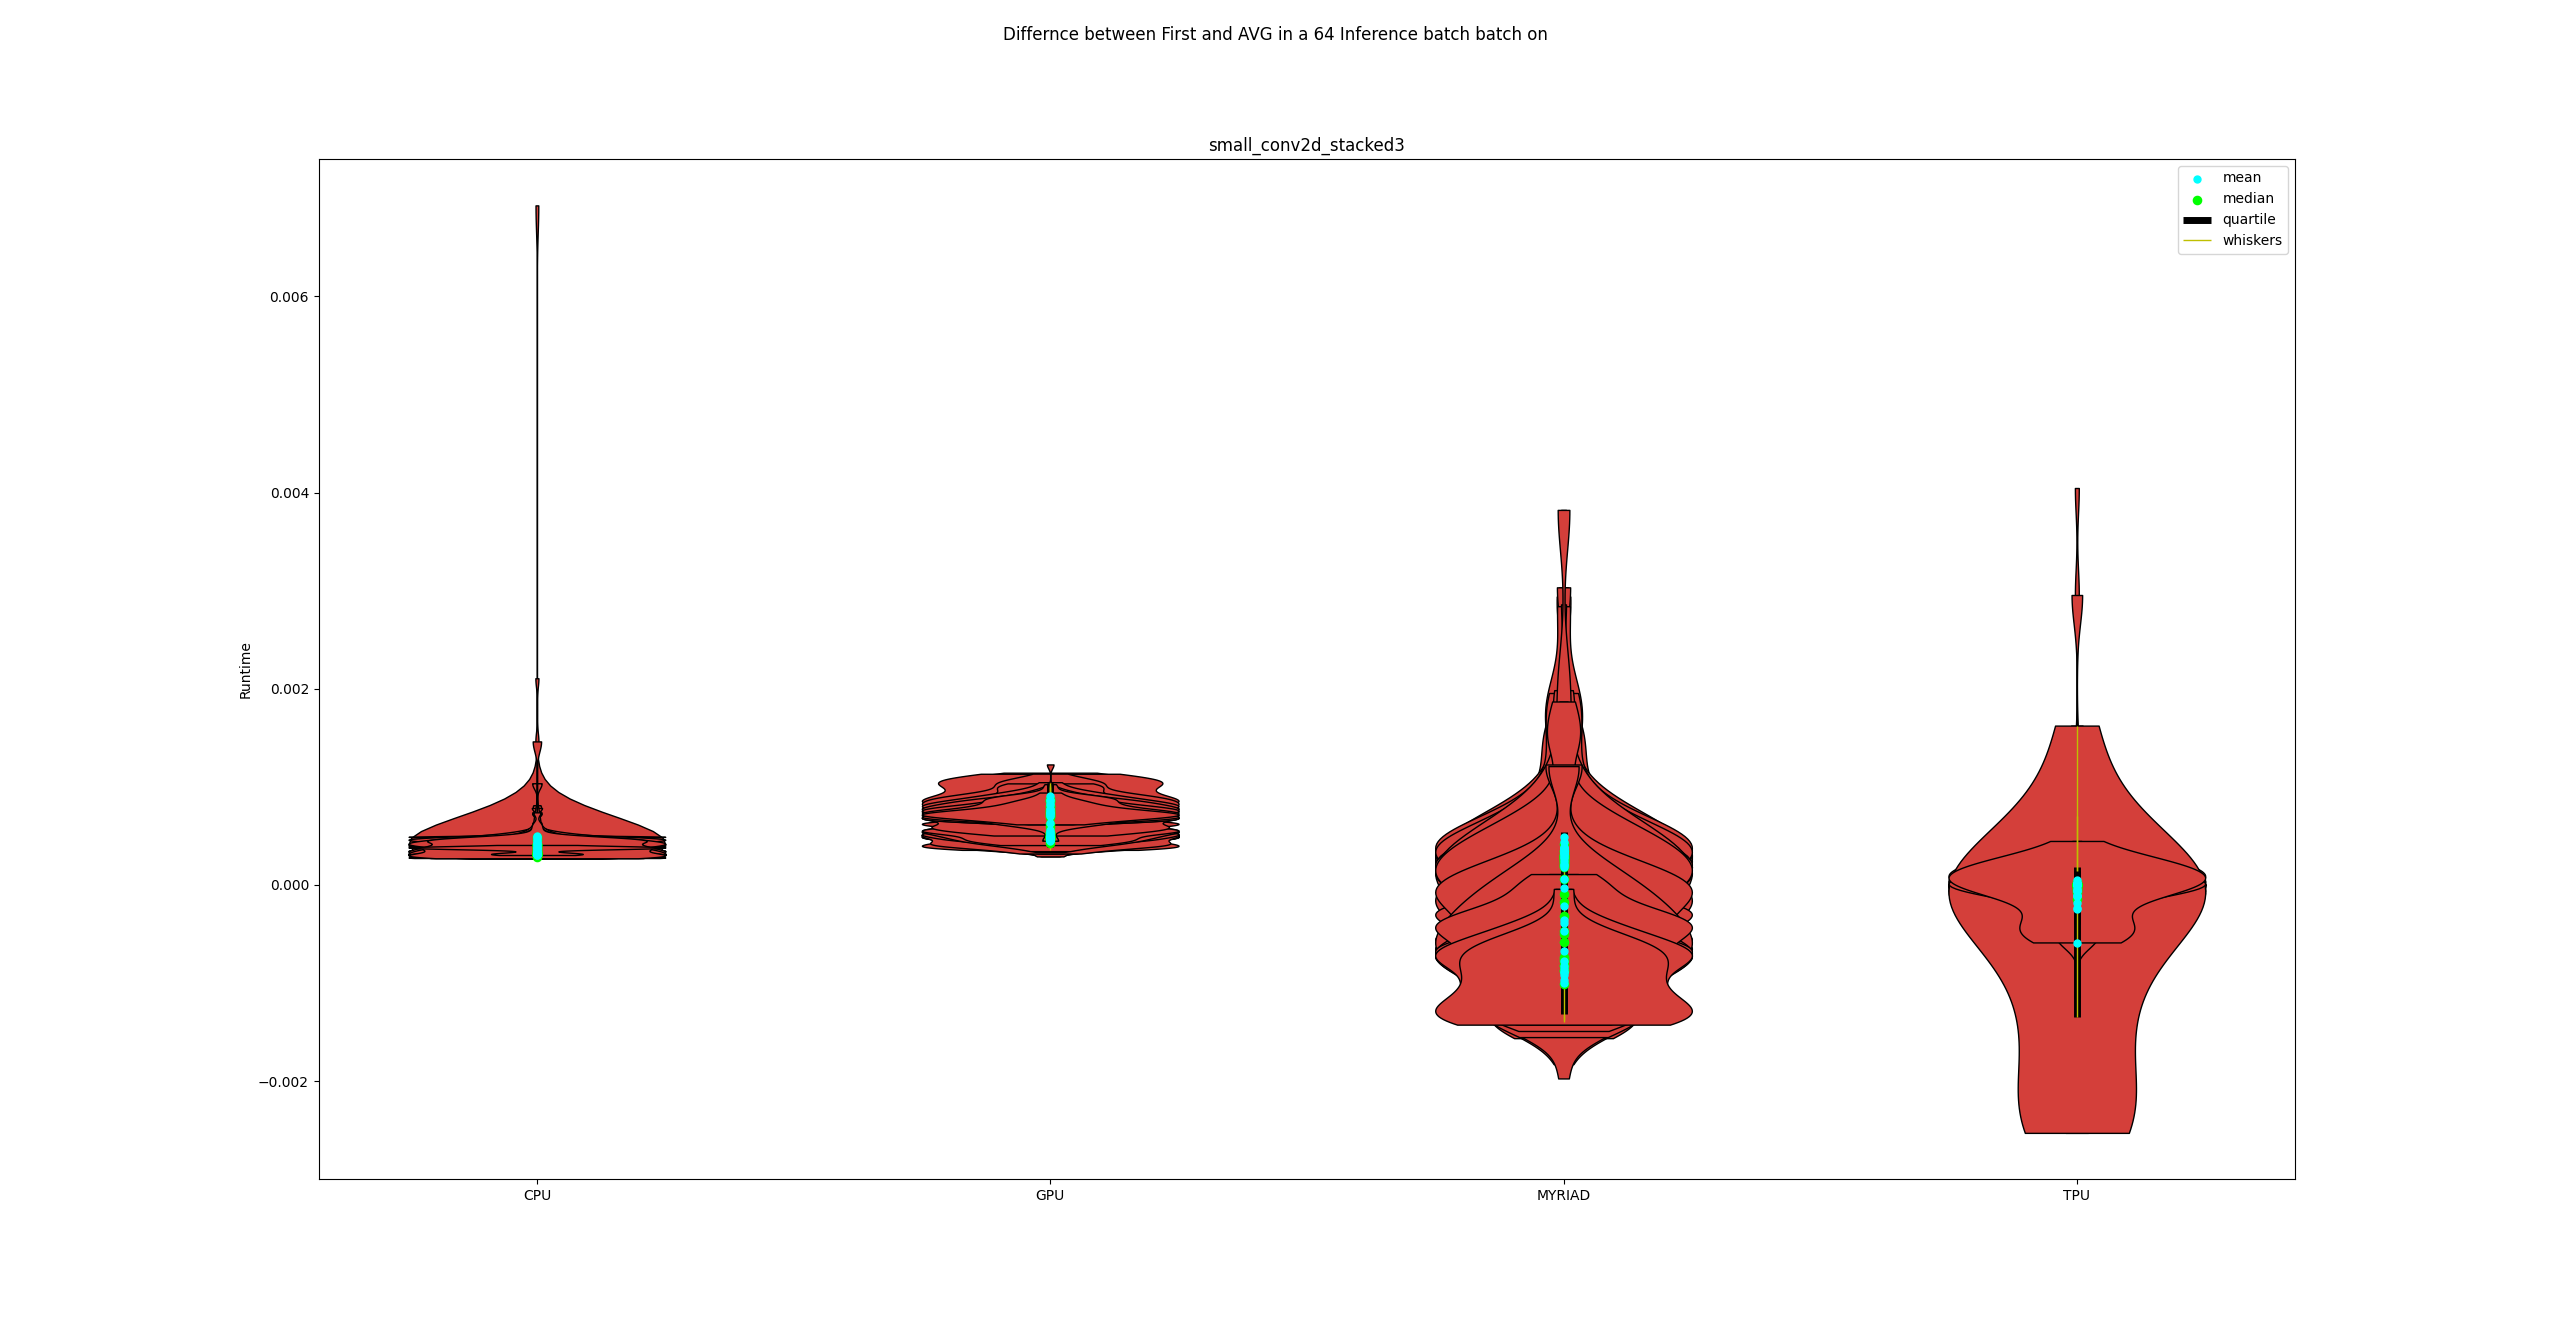 Differnce between First and AVG in a 64 Inference batch batch on
small_conv2d_stacked3
mean
median
quartile
whiskers
Runtime
0.006
0.004
0.002
0.000
−0.002
CPU
GPU
MYRIAD
TPU